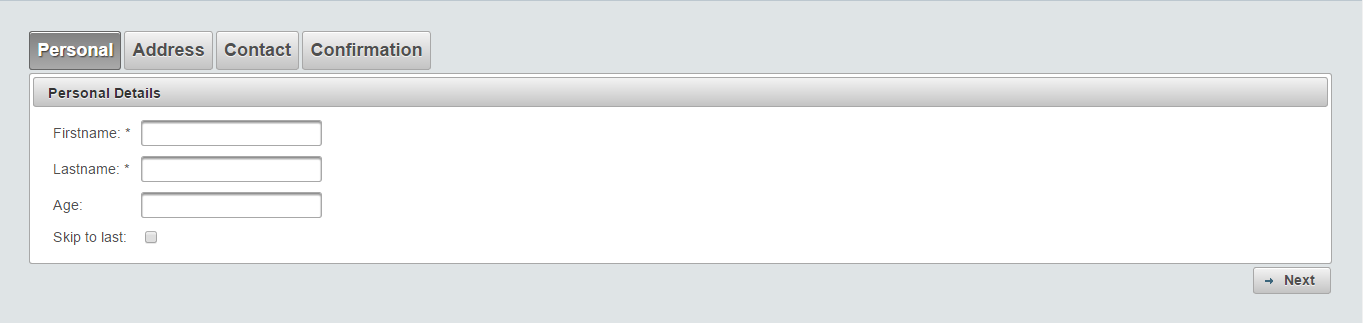 Personal Address Contact Confirmation
Personal Details
Firstname: *
Lastname: *
Age:
Skip to last:
Next